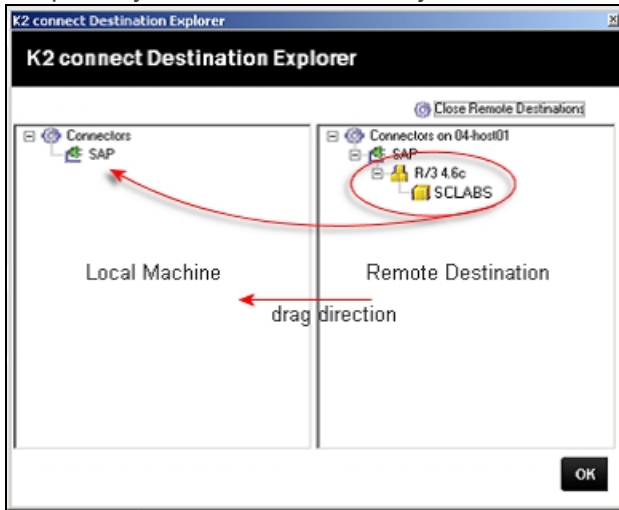 K2 connect Destination Explorer
K2 connect Destination Explorer
Close Remote Destinations
Connectors
SAP
Connectors on 04-host01
SAP
R/3 4.6c
SCLABS
Local Machine
Remote Destination
drag direction
OK